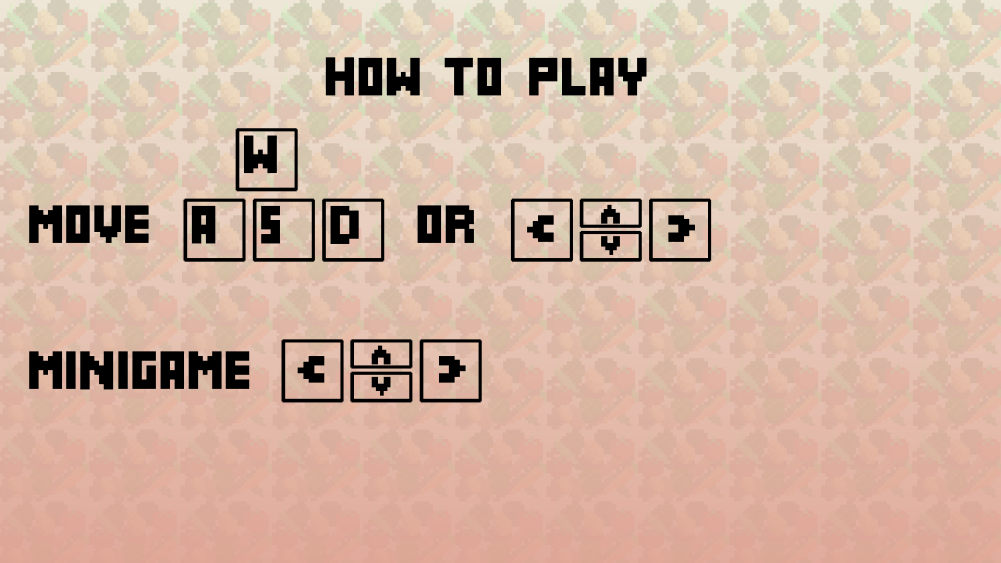 HOW TO PLAY
W
MOVE A S D OR < ^ v >
MINIGAME < ^ v >